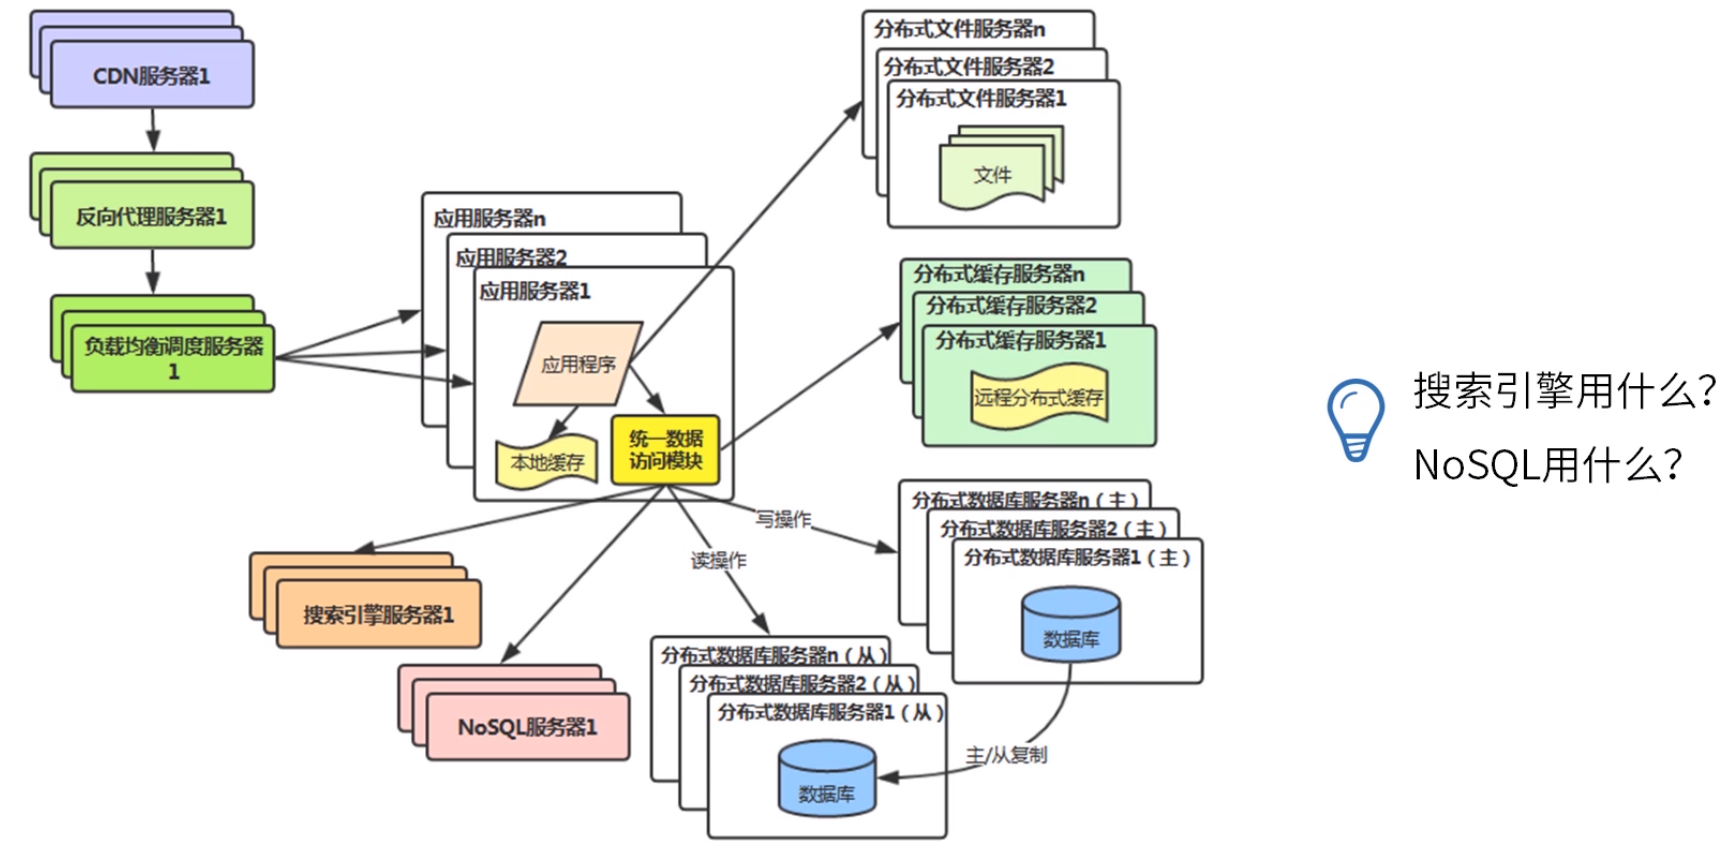 CDN服务器1
反向代理服务器1
负载均衡调度服务器
1
应用服务器n
应用服务器2
应用服务器1
应用程序
本地缓存
统一数据
访问模块
分布式文件服务器n
分布式文件服务器2
分布式文件服务器1
文件
分布式缓存服务器n
分布式缓存服务器2
分布式缓存服务器1
远程分布式缓存
写操作
读操作
分布式数据库服务器n（主）
分布式数据库服务器2（主）
分布式数据库服务器1（主）
数据库
搜索引擎服务器1
NoSQL服务器1
分布式数据库服务器n（从）
分布式数据库服务器2（从）
分布式数据库服务器1（从）
数据库
主/从复制
搜索引擎用什么？
NoSQL用什么？